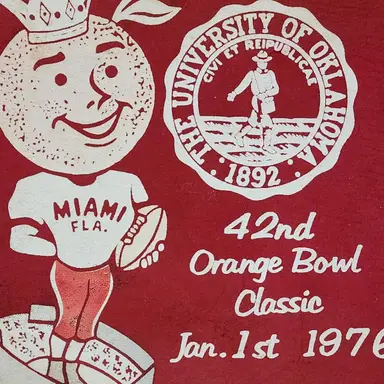 MIAMI
FLA.
· THE UNIVERSITY OF OKLAHOMA ·
CIVI ET REIPUBLICAE
1892
42nd
Orange Bowl
Classic
Jan. 1st 1976